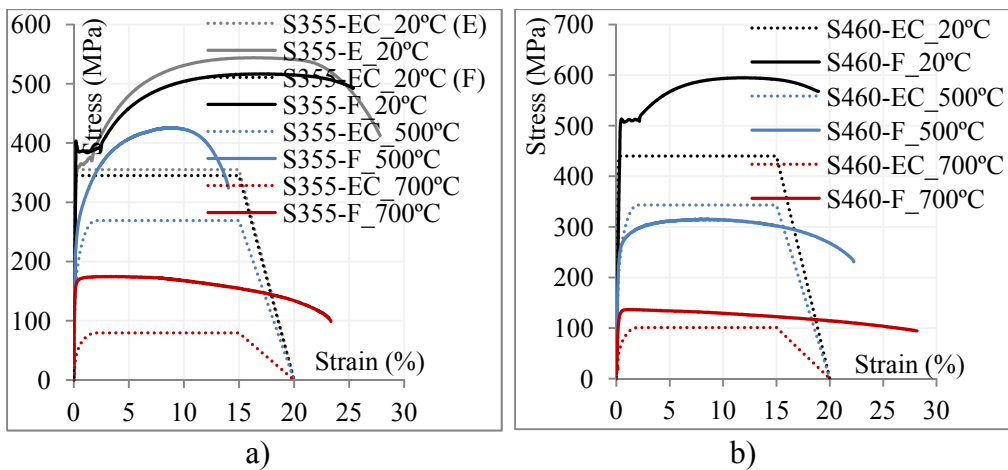 600
500
400
300
200
100
0
0 5 10 15 20 25 30
Stress (MPa)
Strain (%)
S355-EC_20ºC (E)
S355-E_20ºC
S355-EC_20ºC (F)
S355-F_20ºC
S355-EC_500ºC
S355-F_500ºC
S355-EC_700ºC
S355-F_700ºC
a)
700
600
500
400
300
200
100
0
0 5 10 15 20 25 30
Stress (MPa)
Strain (%)
S460-EC_20ºC
S460-F_20ºC
S460-EC_500ºC
S460-F_500ºC
S460-EC_700ºC
S460-F_700ºC
b)